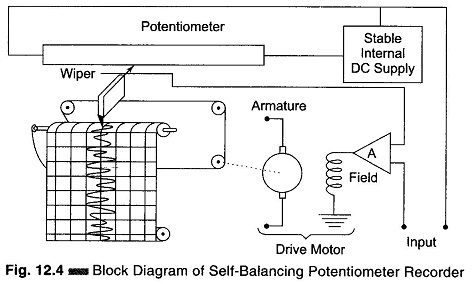 Potentiometer
Stable
Internal
DC Supply
Wiper
Armature
A
Field
Drive Motor
Input
Fig. 12.4 Block Diagram of Self-Balancing Potentiometer Recorder